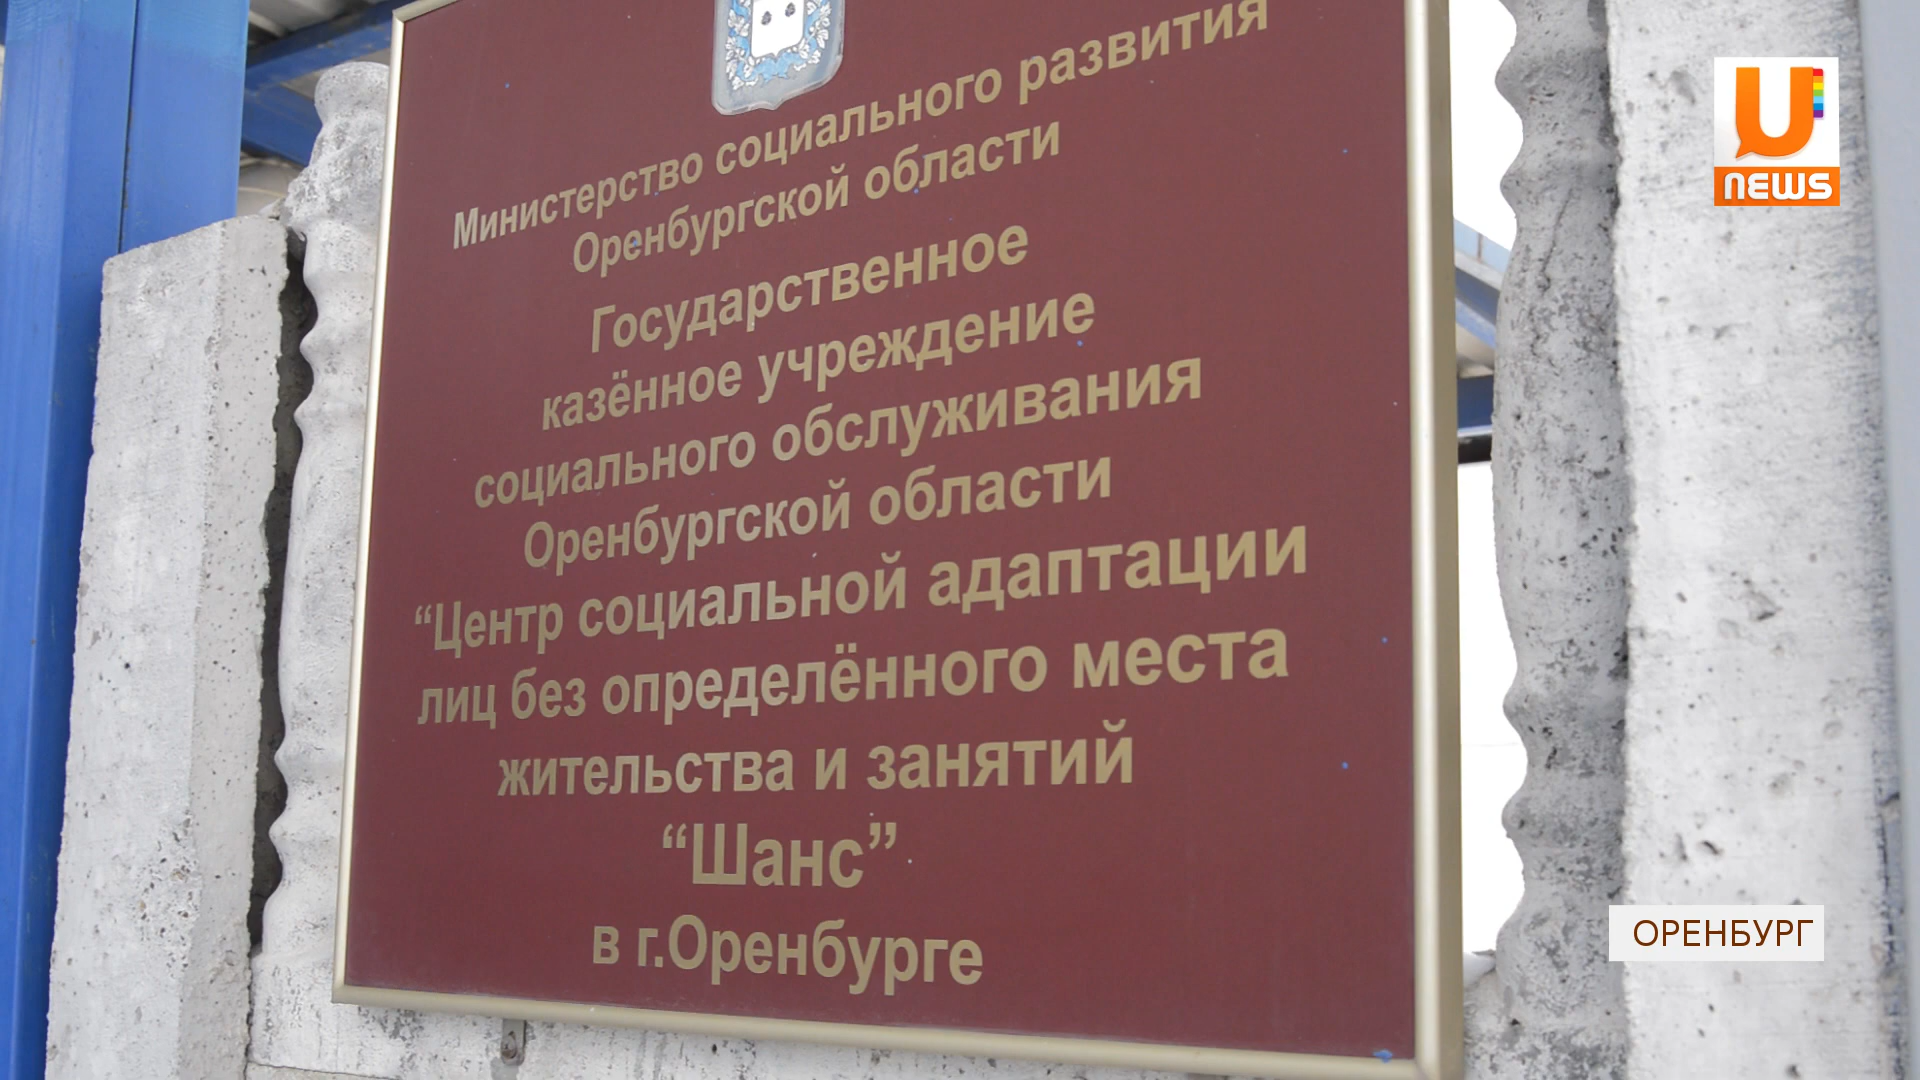 Министерство социального развития
Оренбургской области
Государственное
казённое учреждение
социального обслуживания
Оренбургской области
“Центр социальной адаптации
лиц без определённого места
жительства и занятий
“Шанс”
в г.Оренбурге
U
NEWS
ОРЕНБУРГ